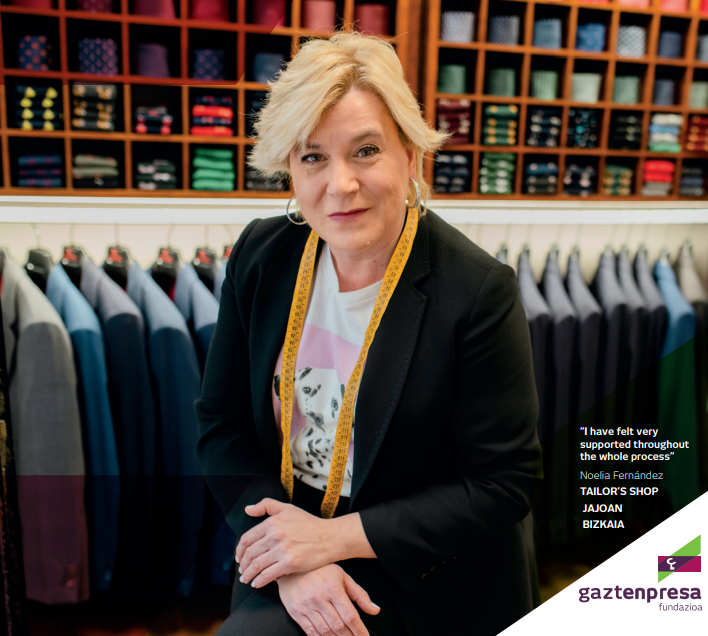 “I have felt very
supported throughout
the whole process”
Noelia Fernández
TAILOR’S SHOP
JAJOAN
BIZKAIA
gaztenpresa
fundazioa